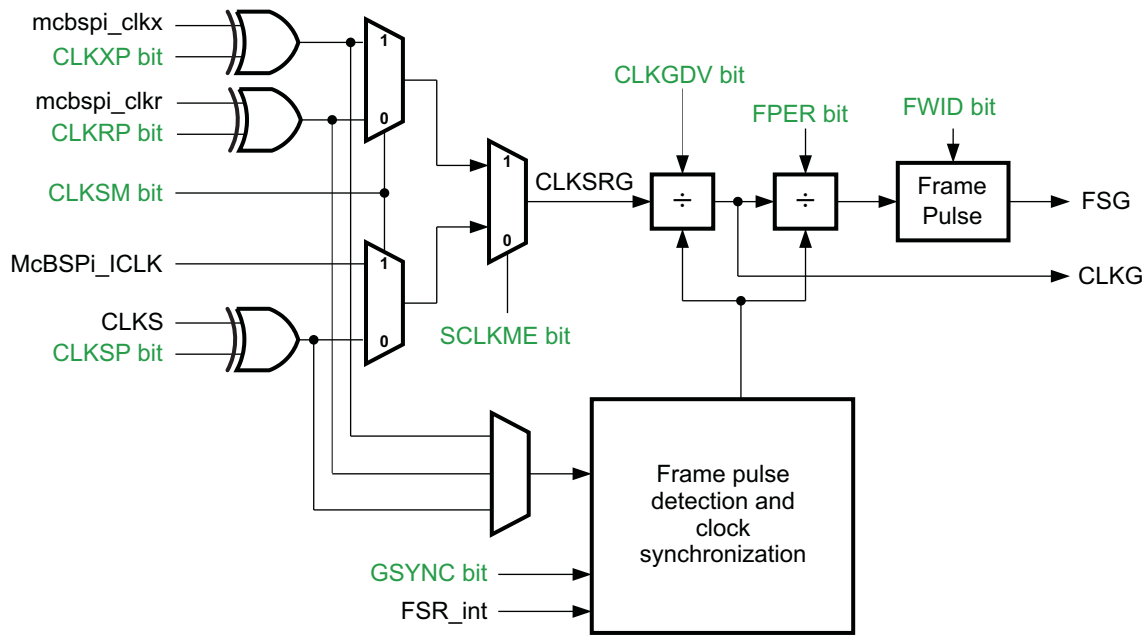 mcbspi_clkx
CLKXP bit
mcbspi_clkr
CLKRP bit
CLKSM bit
McBSPi_ICLK
CLKS
CLKSP bit
1
0
1
0
1
0
SCLKME bit
CLKSRG
CLKGDV bit
÷
FPER bit
÷
FWID bit
Frame
Pulse
FSG
CLKG
Frame pulse
detection and
clock
synchronization
GSYNC bit
FSR_int